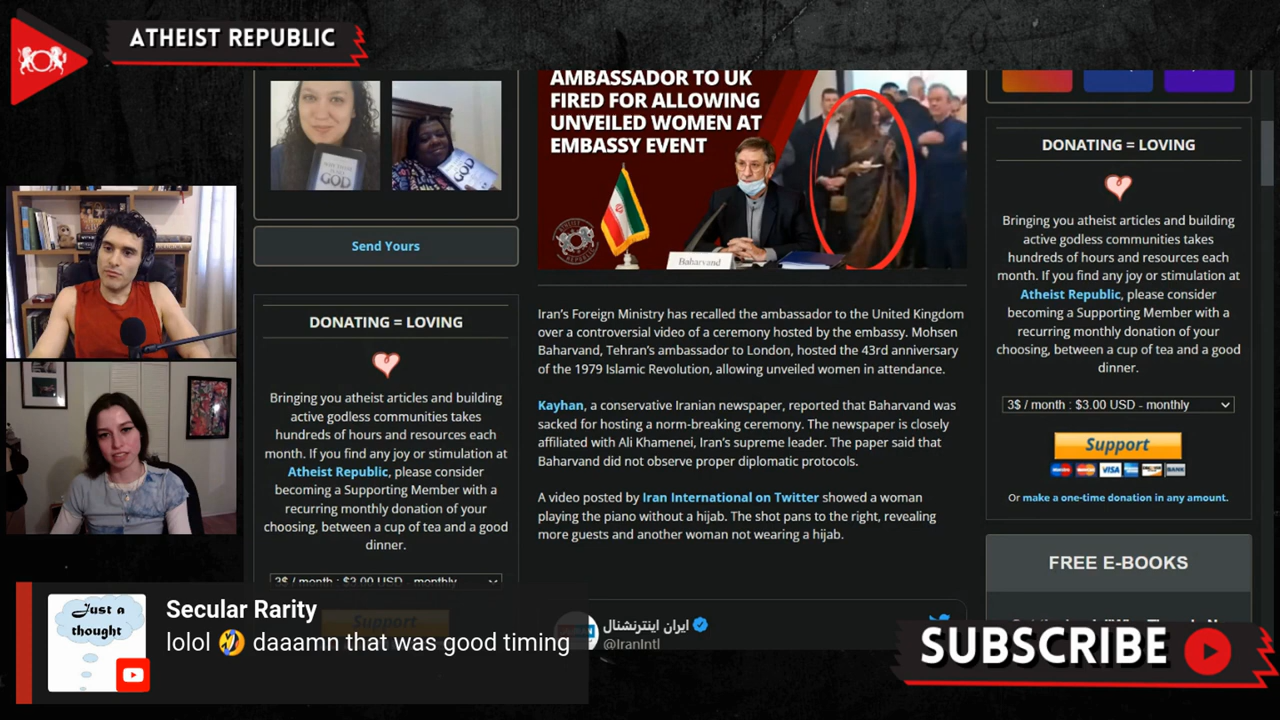 ATHEIST REPUBLIC
GOD
GOD
Send Yours
DONATING = LOVING
Bringing you atheist articles and building
active godless communities takes
hundreds of hours and resources each
month. If you find any joy or stimulation at
Atheist Republic, please consider
becoming a Supporting Member with a
recurring monthly donation of your
choosing, between a cup of tea and a good
dinner.
3$ / month : $3.00 USD - monthly
Support
AMBASSADOR TO UK
FIRED FOR ALLOWING
UNVEILED WOMEN AT
EMBASSY EVENT
Baharvand
Iran's Foreign Ministry has recalled the ambassador to the United Kingdom
over a controversial video of a ceremony hosted by the embassy. Mohsen
Baharvand, Tehran's ambassador to London, hosted the 43rd anniversary
of the 1979 Islamic Revolution, allowing unveiled women in attendance.
Kayhan, a conservative Iranian newspaper, reported that Baharvand was
sacked for hosting a norm-breaking ceremony. The newspaper is closely
affiliated with Ali Khamenei, Iran's supreme leader. The paper said that
Baharvand did not observe proper diplomatic protocols.
A video posted by Iran International on Twitter showed a woman
playing the piano without a hijab. The shot pans to the right, revealing
more guests and another woman not wearing a hijab.
ایران اینترنشنال
@IranIntl
DONATING = LOVING
Bringing you atheist articles and building
active godless communities takes
hundreds of hours and resources each
month. If you find any joy or stimulation at
Atheist Republic, please consider
becoming a Supporting Member with a
recurring monthly donation of your
choosing, between a cup of tea and a good
dinner.
3$ / month : $3.00 USD - monthly
Support
VISA
BANK
Or make a one-time donation in any amount.
FREE E-BOOKS
Just a
thought
Secular Rarity
lolol 🤣 daaamn that was good timing
SUBSCRIBE